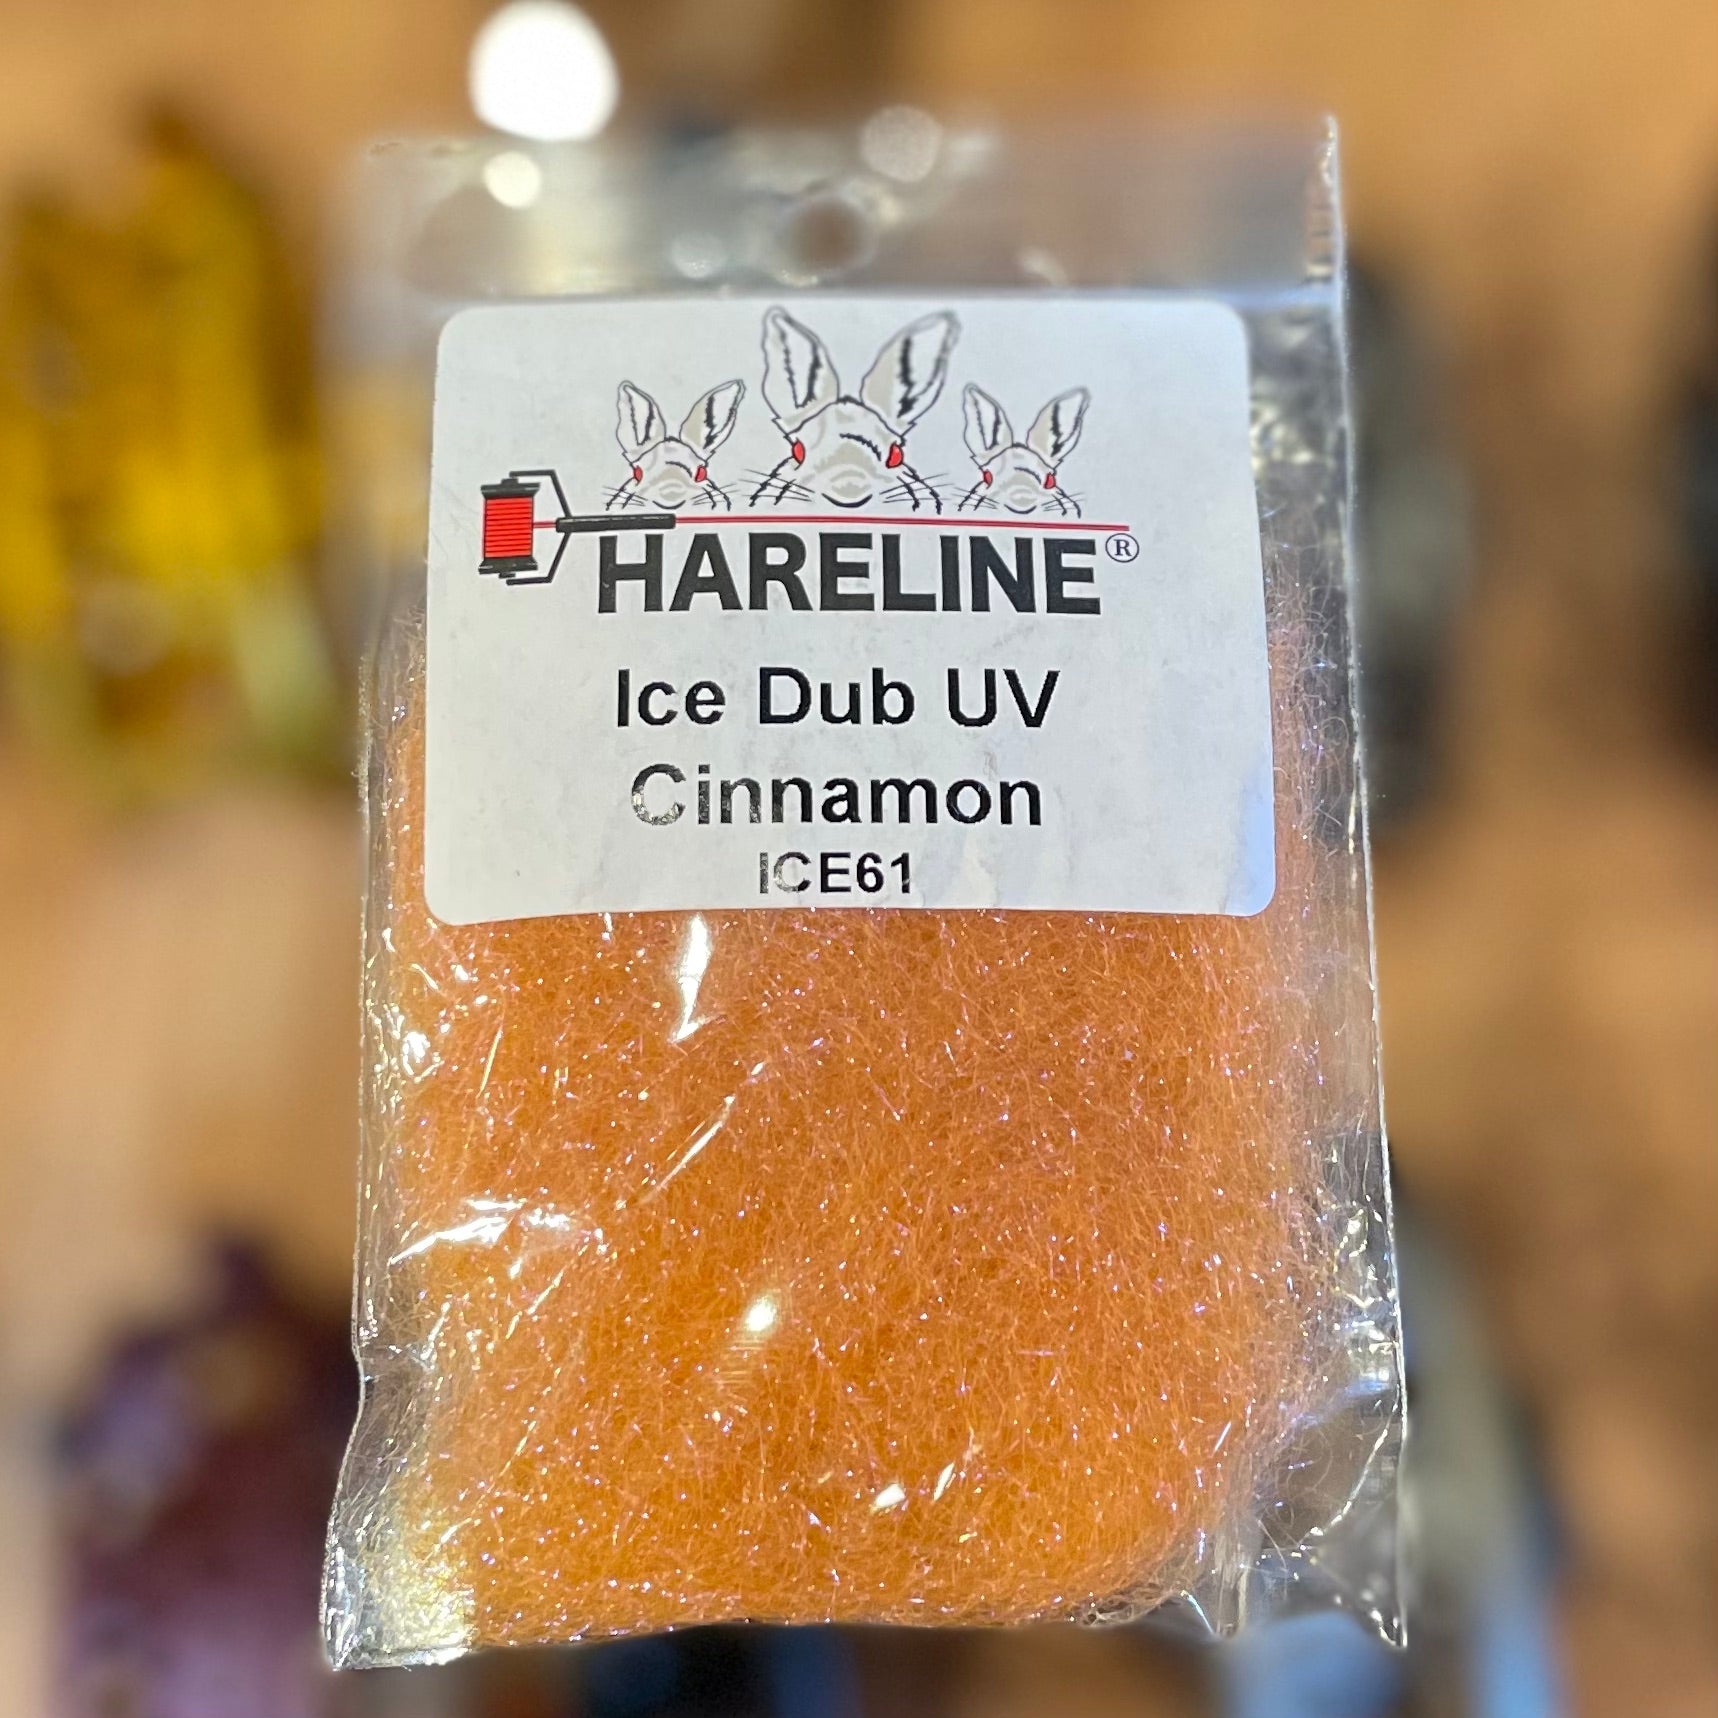 HARELINE®
Ice Dub UV
Cinnamon
ICE61